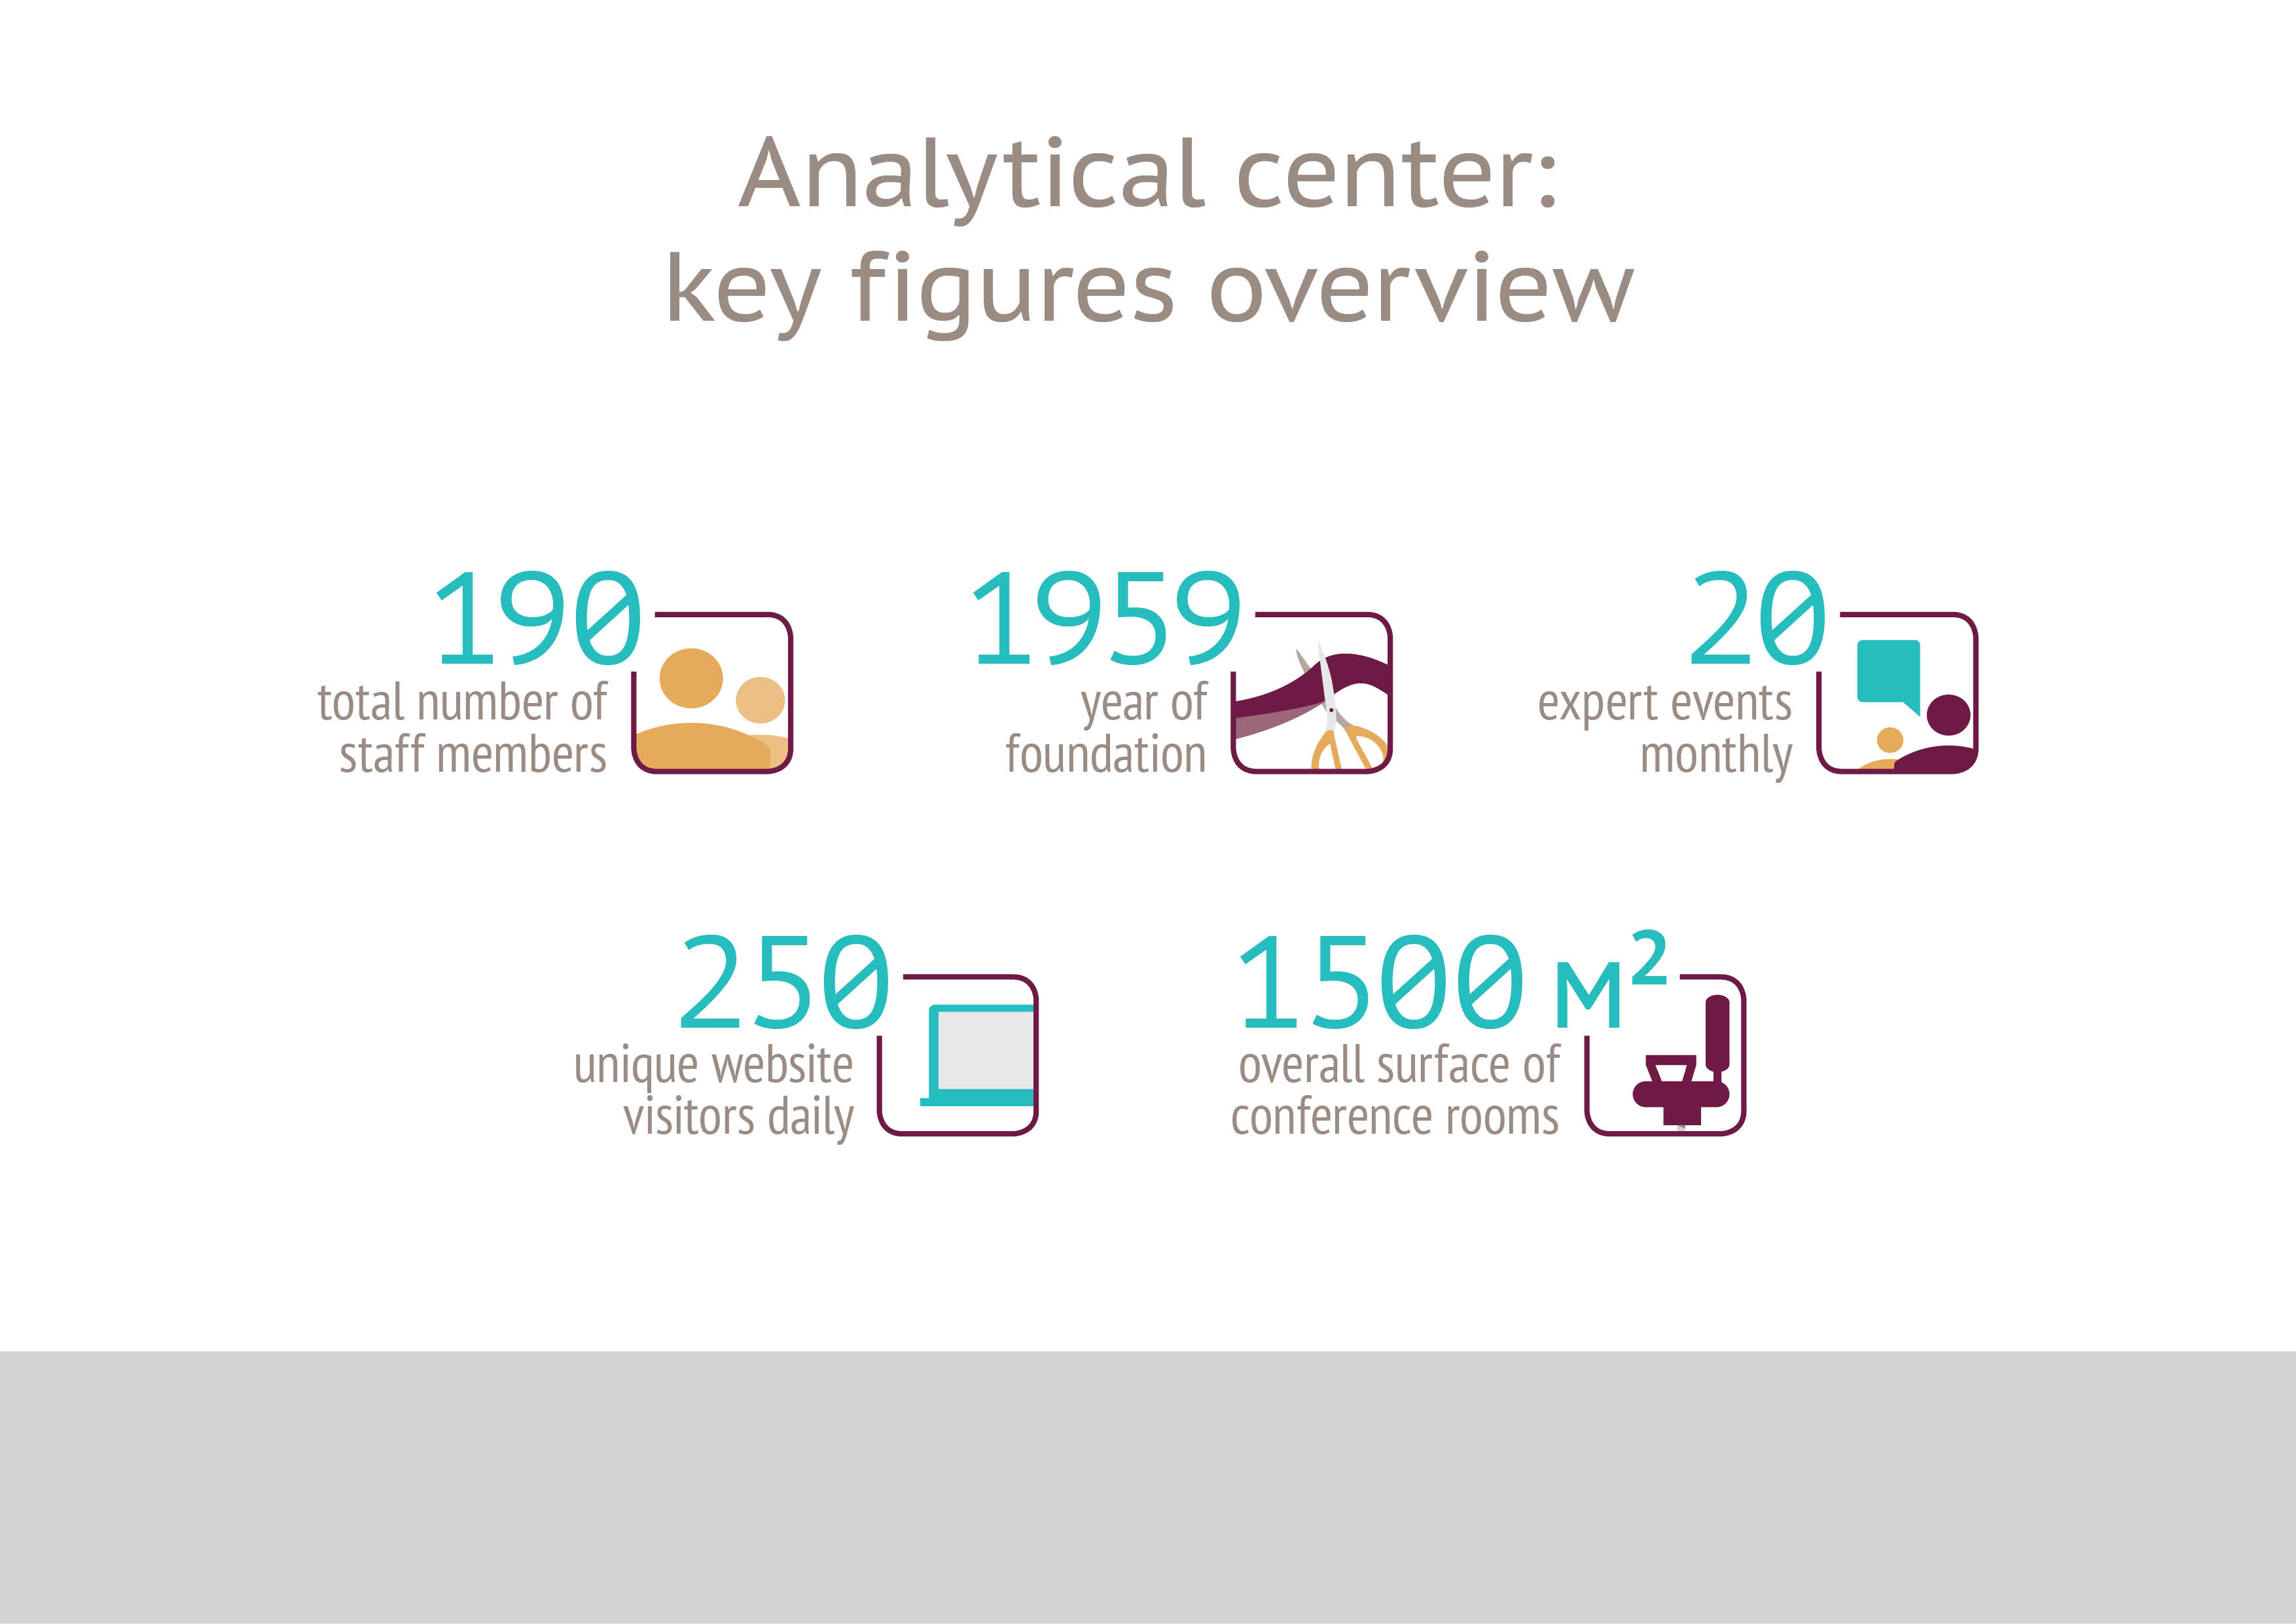 Analytical center:
key figures overview
190
total number of
staff members
1959
year of
foundation
20
expert events
monthly
250
unique website
visitors daily
1500 м²
overall surface of
conference rooms